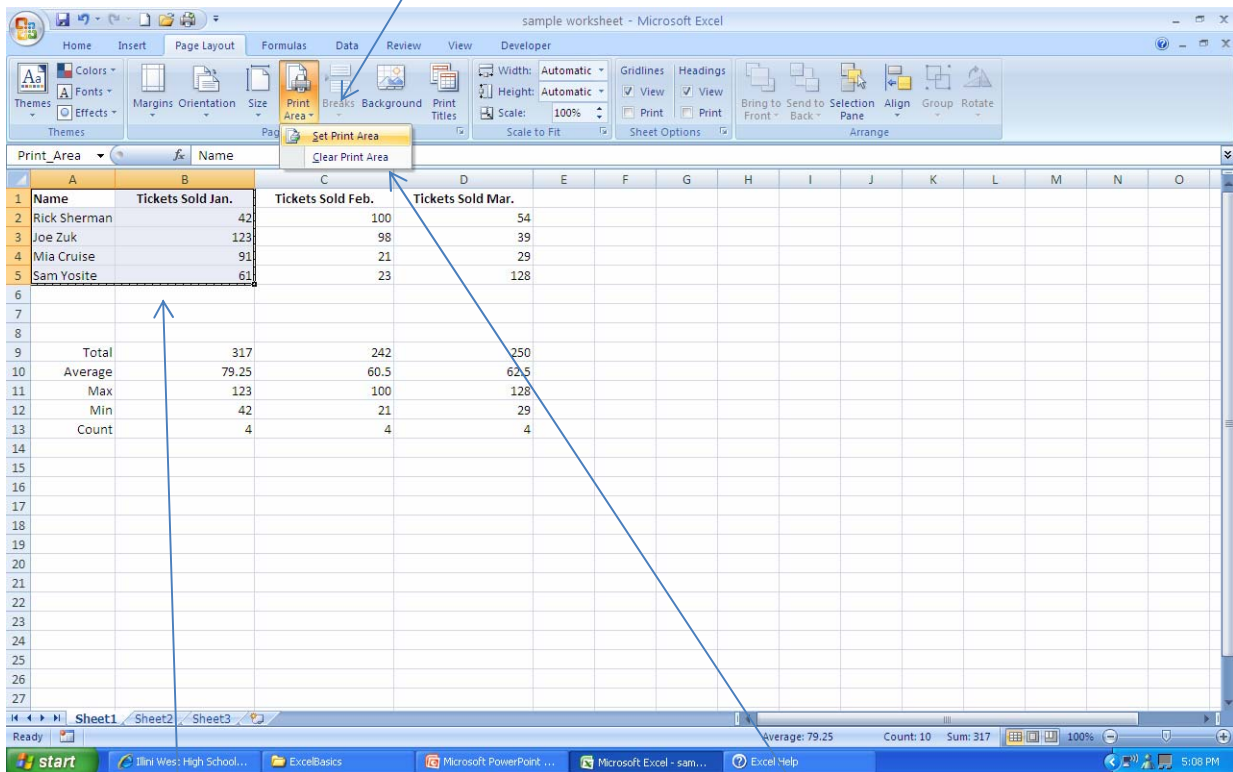 sample worksheet - Microsoft Excel
Home Insert Page Layout Formulas Data Review View Developer
Colors
Fonts
Effects
Themes
Margins Orientation Size Print Area Breaks Background Print Titles
Width: Automatic
Height: Automatic
Scale: 100%
Gridlines Headings
View View
Print Print
Bring to Front Send to Back Selection Pane Align Group Rotate
Themes Pag Scale to Fit Sheet Options Arrange
Set Print Area
Clear Print Area
Print_Area fx Name
A B C D E F G H I J K L M N O
1 Name Tickets Sold Jan. Tickets Sold Feb. Tickets Sold Mar.
2 Rick Sherman 42 100 54
3 Joe Zuk 123 98 39
4 Mia Cruise 91 21 29
5 Sam Yosite 61 23 128
6
7
8
9 Total 317 242 250
10 Average 79.25 60.5 62.5
11 Max 123 100 128
12 Min 42 21 29
13 Count 4 4 4
14
15
16
17
18
19
20
21
22
23
24
25
26
27
Sheet1 Sheet2 Sheet3
Ready Average: 79.25 Count: 10 Sum: 317 100%
start Illini West High School... ExcelBasics Microsoft PowerPoint ... Microsoft Excel - sam... Excel Help 5:08 PM